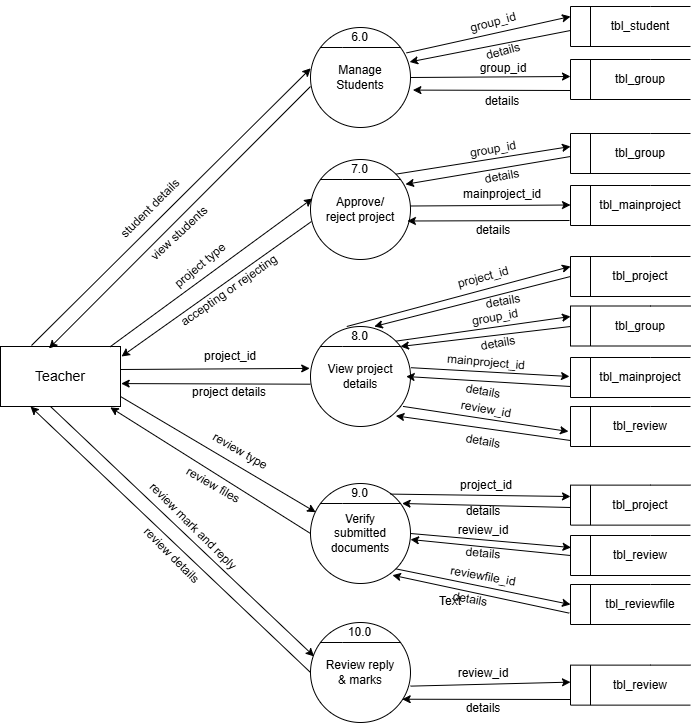 6.0
Manage
Students
group_id
details
tbl_student
group_id
details
tbl_group
student details
view students
7.0
Approve/
reject project
group_id
details
tbl_group
mainproject_id
details
tbl_mainproject
project type
accepting or rejecting
8.0
View project
details
project_id
details
tbl_project
group_id
details
tbl_group
mainproject_id
details
tbl_mainproject
review_id
details
tbl_review
Teacher
project_id
project details
review type
review files
9.0
Verify
submitted
documents
project_id
details
tbl_project
review_id
details
tbl_review
reviewfile_id
Text
details
tbl_reviewfile
review mark and reply
review details
10.0
Review reply
& marks
review_id
details
tbl_review